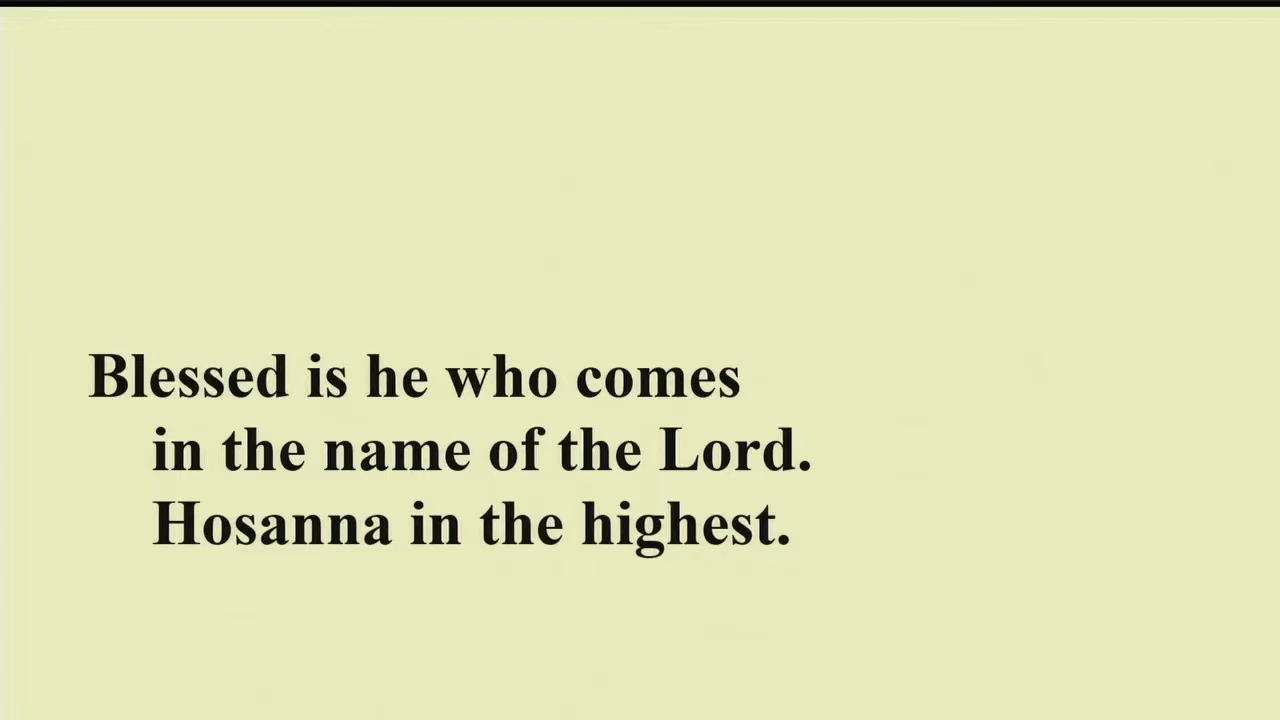 Blessed is he who comes
in the name of the Lord.
Hosanna in the highest.